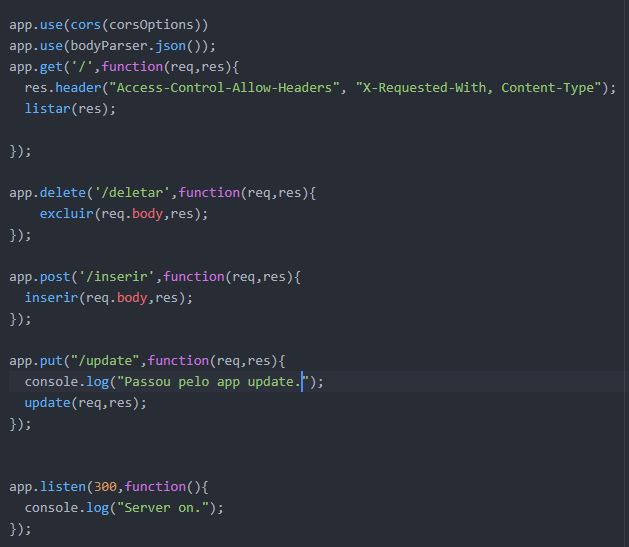 app.use(cors(corsOptions))
app.use(bodyParser.json());
app.get('/',function(req,res){
  res.header("Access-Control-Allow-Headers", "X-Requested-With, Content-Type");
  listar(res);

});

app.delete('/deletar',function(req,res){
    excluir(req.body,res);
});

app.post('/inserir',function(req,res){
  inserir(req.body,res);
});

app.put("/update",function(req,res){
  console.log("Passou pelo app update.");
  update(req,res);
});


app.listen(300,function(){
  console.log("Server on.");
});